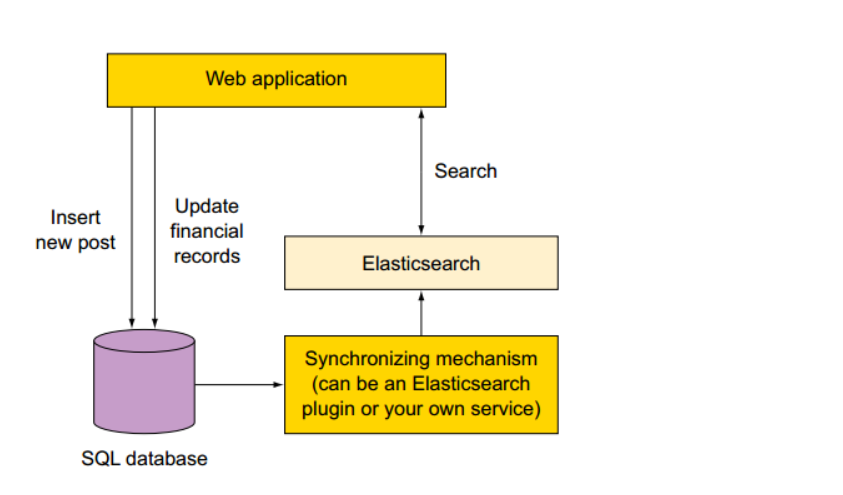 Web application
Search
Insert
new post
Update
financial
records
Elasticsearch
Synchronizing mechanism
(can be an Elasticsearch
plugin or your own service)
SQL database